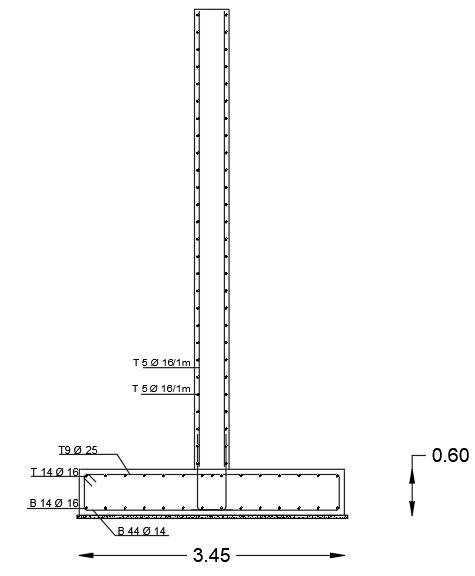 T 5 Ø 16/1m
T 5 Ø 16/1m
T9 Ø 25
0.60
T 14 Ø 16
B 14 Ø 16
B 44 Ø 14
3.45